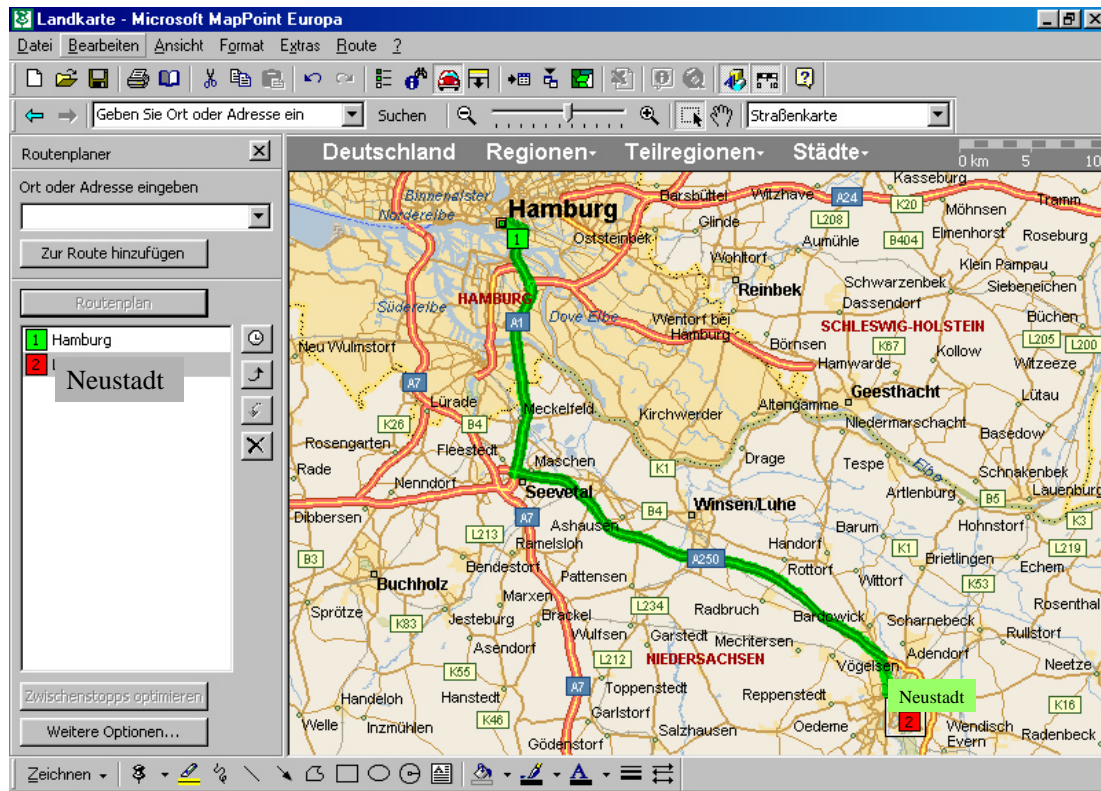 Landkarte - Microsoft MapPoint Europa
Datei Bearbeiten Ansicht Format Extras Route ?
Geben Sie Ort oder Adresse ein Suchen Straßenkarte
Routenplaner
Ort oder Adresse eingeben
Zur Route hinzufügen
Routenplan
1 Hamburg
2 Neustadt
Zwischenstopps optimieren
Weitere Optionen...
Deutschland Regionen Teilregionen Städte
0 km 5 10
Kasseburg
Binnenalster Barsbüttel Witzhave A24 K20 Tramm
Norderelbe Hamburg Glinde L208 Möhnsen
1 Oststeinbek Aumühle B404 Elmenhorst Roseburg
Wohltorf Klein Pampau
Reinbek Schwarzenbek Siebeneichen
Süderelbe HAMBURG Dassendorf
A1 Dove Elbe Wentorf bei Hamburg SCHLESWIG-HOLSTEIN Büchen
Neu Wulmstorf Börnsen K67 Kollow L205 L200
Hamwarde Witzeeze
A7 Geesthacht
Lürade Meckelfeld Kirchwerder Altengamme Lütau
K26 B4 Niedermarschacht Basedow
Rosengarten Fleestedt
Rade Maschen K1 Drage Tespe Elbe Schnakenbek
Nenndorf Seevetal Artlenburg B5 Lauenburg
Dibbersen A7 Ashausen B4 Winsen/Luhe Barum Hohnstorf K3
L213 Ramelsloh Handorf K1 L219
B3 Bendestorf A250 Rottorf Brietlingen Echem
Buchholz Pattensen Wittorf K53
Marxen
Sprötze K83 Jesteburg Brackel L234 Radbruch Bardowick Scharnebeck Rosenthal
Wulfsen Garstedt Mechtersen Rullstorf
Asendorf L212 NIEDERSACHSEN Vögelsen Adendorf Neetze
K55
Handeloh Hanstedt A7 Toppenstedt Reppenstedt Neustadt K16
Welle Inzmühlen K46 Garlstorf Salzhausen Oedeme 2 Wendisch Evern Radenbeck
Gödenstorf
Zeichnen